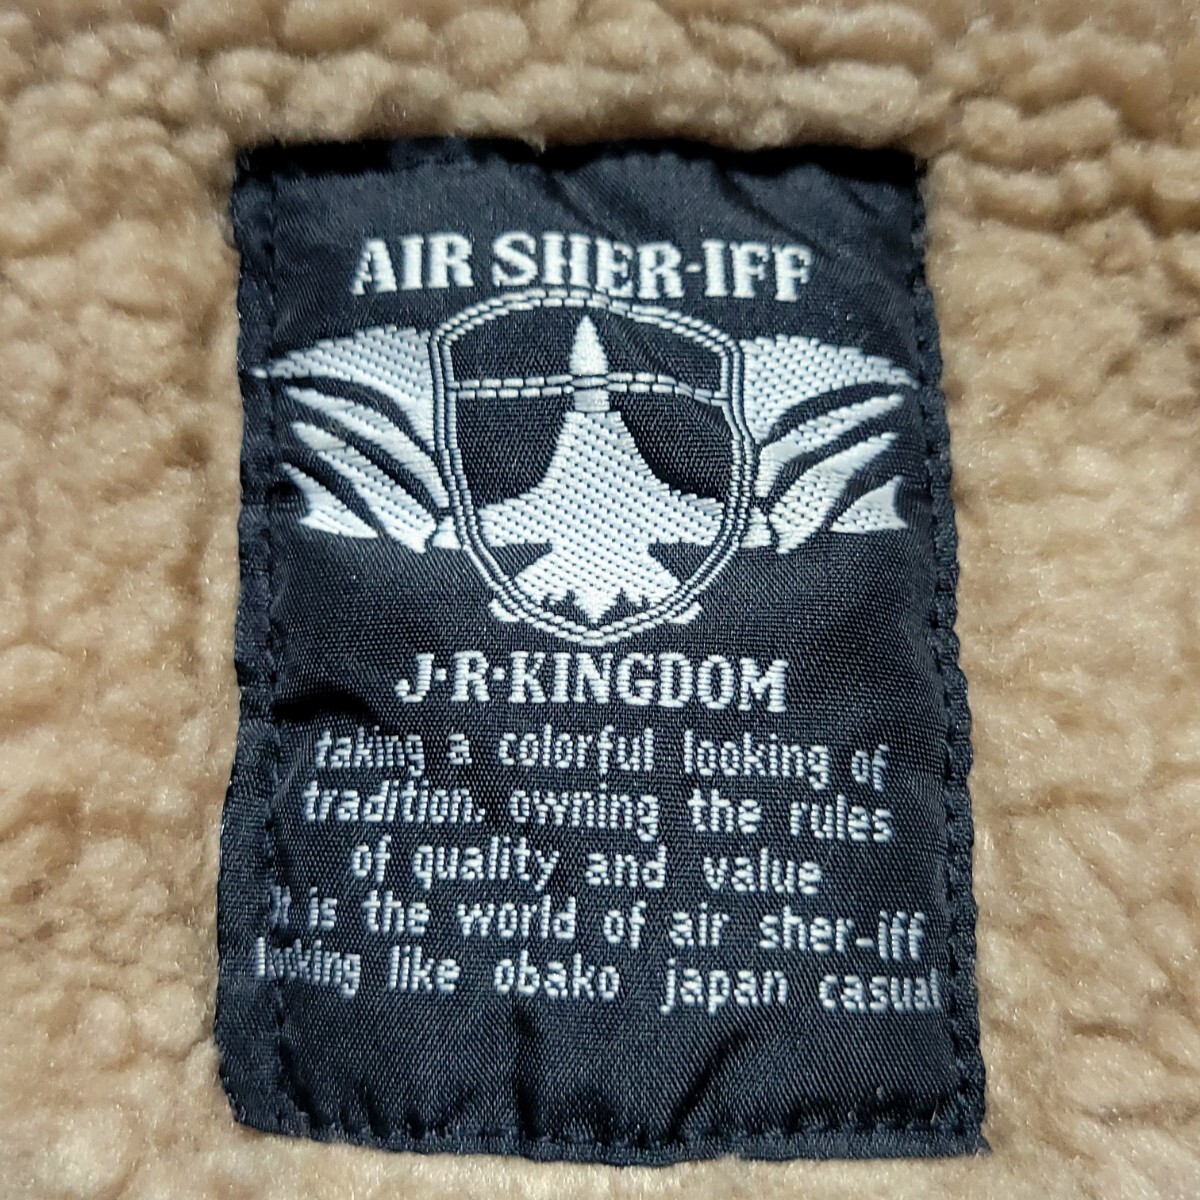 AIR SHER-IFF
J·R·KINGDOM
taking a colorful looking of
tradition. owning the rules
of quality and value
It is the world of air sher-iff
looking like obako japan casual